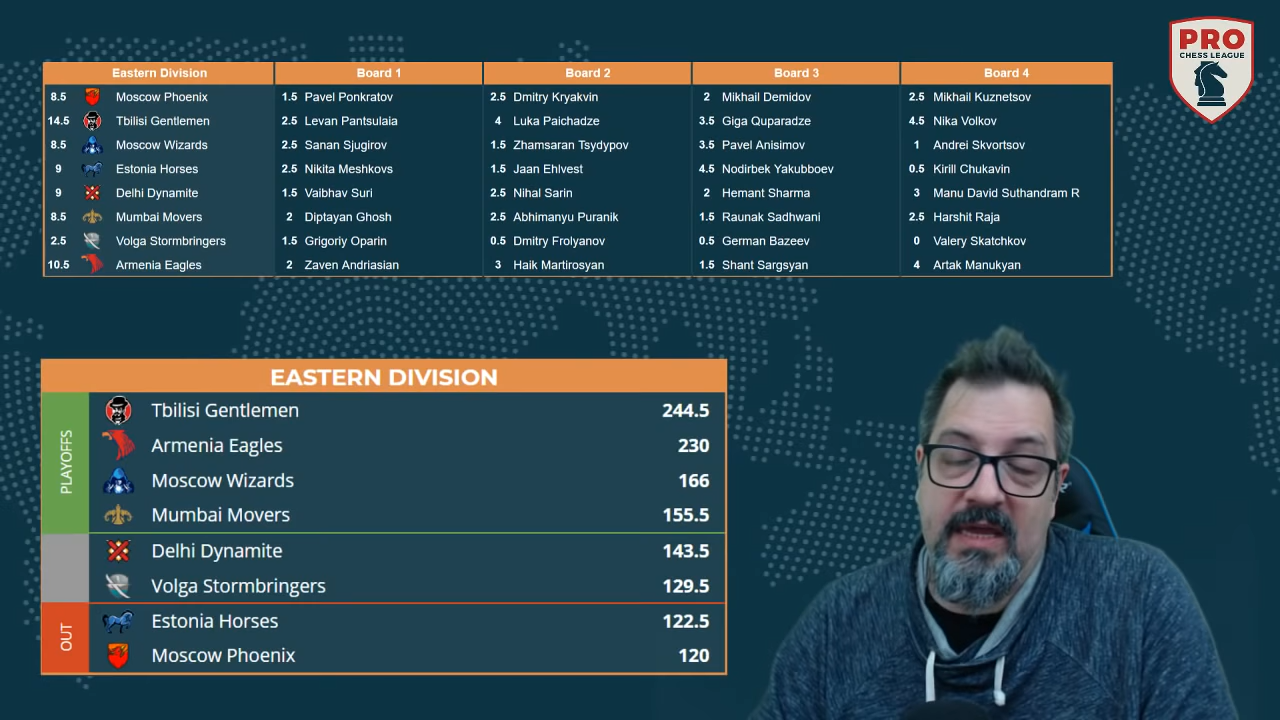 PRO
CHESS LEAGUE
Eastern Division Board 1 Board 2 Board 3 Board 4
8.5 Moscow Phoenix 1.5 Pavel Ponkratov 2.5 Dmitry Kryakvin 2 Mikhail Demidov 2.5 Mikhail Kuznetsov
14.5 Tbilisi Gentlemen 2.5 Levan Pantsulaia 4 Luka Paichadze 3.5 Giga Quparadze 4.5 Nika Volkov
8.5 Moscow Wizards 2.5 Sanan Sjugirov 1.5 Zhamsaran Tsydypov 3.5 Pavel Anisimov 1 Andrei Skvortsov
9 Estonia Horses 2.5 Nikita Meshkovs 1.5 Jaan Ehlvest 4.5 Nodirbek Yakubboev 0.5 Kirill Chukavin
9 Delhi Dynamite 1.5 Vaibhav Suri 2.5 Nihal Sarin 2 Hemant Sharma 3 Manu David Suthandram R
8.5 Mumbai Movers 2 Diptayan Ghosh 2.5 Abhimanyu Puranik 1.5 Raunak Sadhwani 2.5 Harshit Raja
2.5 Volga Stormbringers 1.5 Grigoriy Oparin 0.5 Dmitry Frolyanov 0.5 German Bazeev 0 Valery Skatchkov
10.5 Armenia Eagles 2 Zaven Andriasian 3 Haik Martirosyan 1.5 Shant Sargsyan 4 Artak Manukyan
EASTERN DIVISION
PLAYOFFS
Tbilisi Gentlemen 244.5
Armenia Eagles 230
Moscow Wizards 166
Mumbai Movers 155.5
Delhi Dynamite 143.5
Volga Stormbringers 129.5
OUT
Estonia Horses 122.5
Moscow Phoenix 120